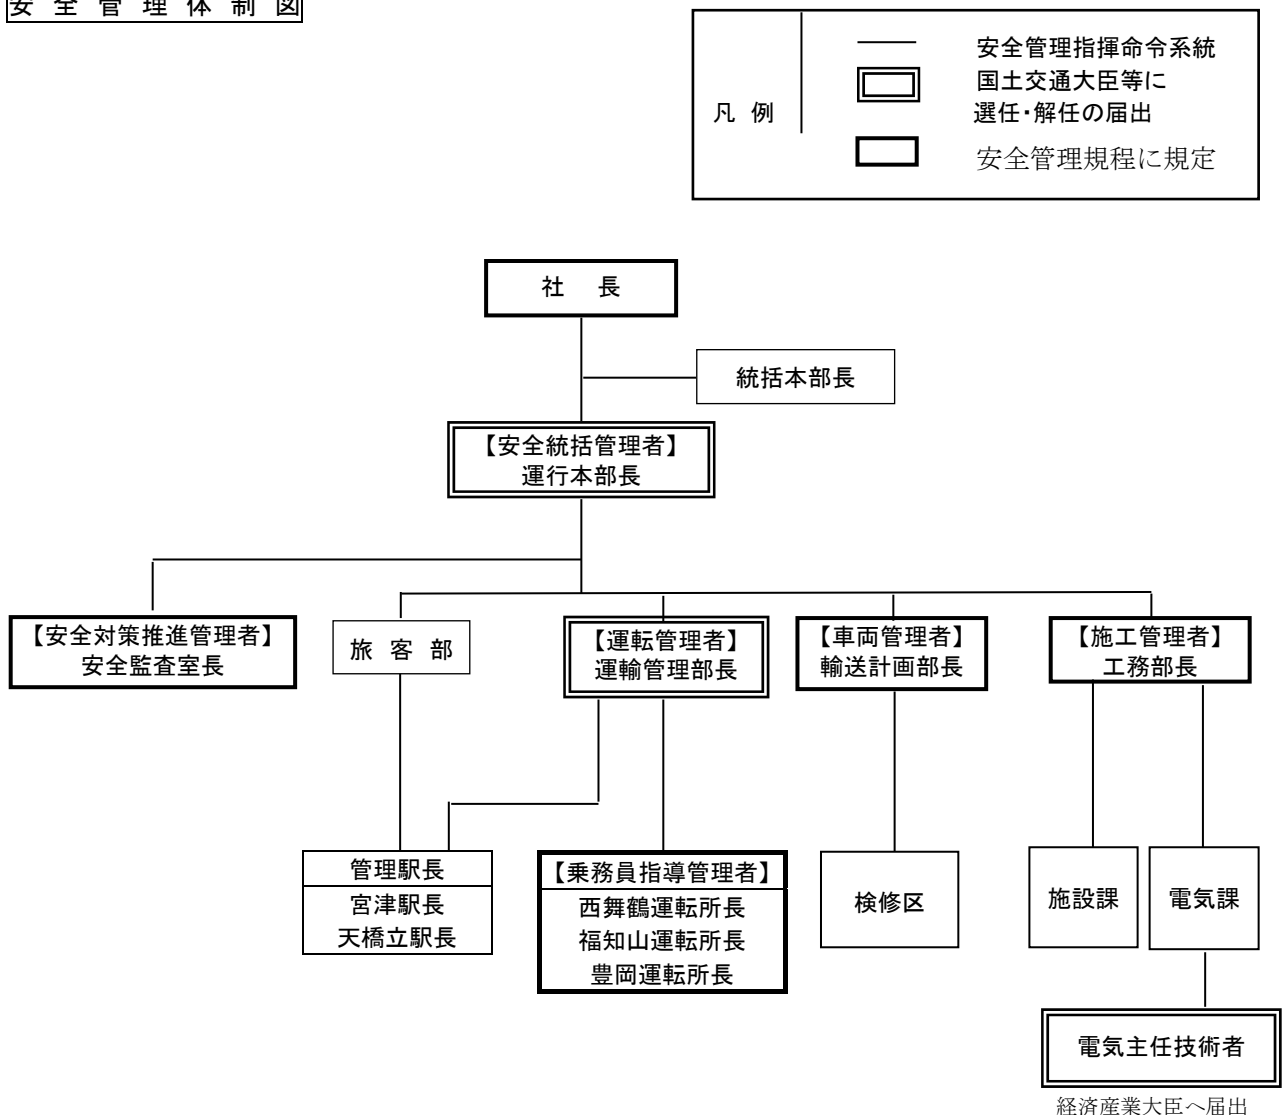 安全管理体制図
凡例
安全管理指揮命令系統
国土交通大臣等に
選任・解任の届出
安全管理規程に規定
社長
統括本部長
【安全統括管理者】
運行本部長
【安全対策推進管理者】
安全監査室長
旅客部
【運転管理者】
運輸管理部長
【車両管理者】
輸送計画部長
【施工管理者】
工務部長
管理駅長
宮津駅長
天橋立駅長
【乗務員指導管理者】
西舞鶴運転所長
福知山運転所長
豊岡運転所長
検修区
施設課
電気課
電気主任技術者
経済産業大臣へ届出